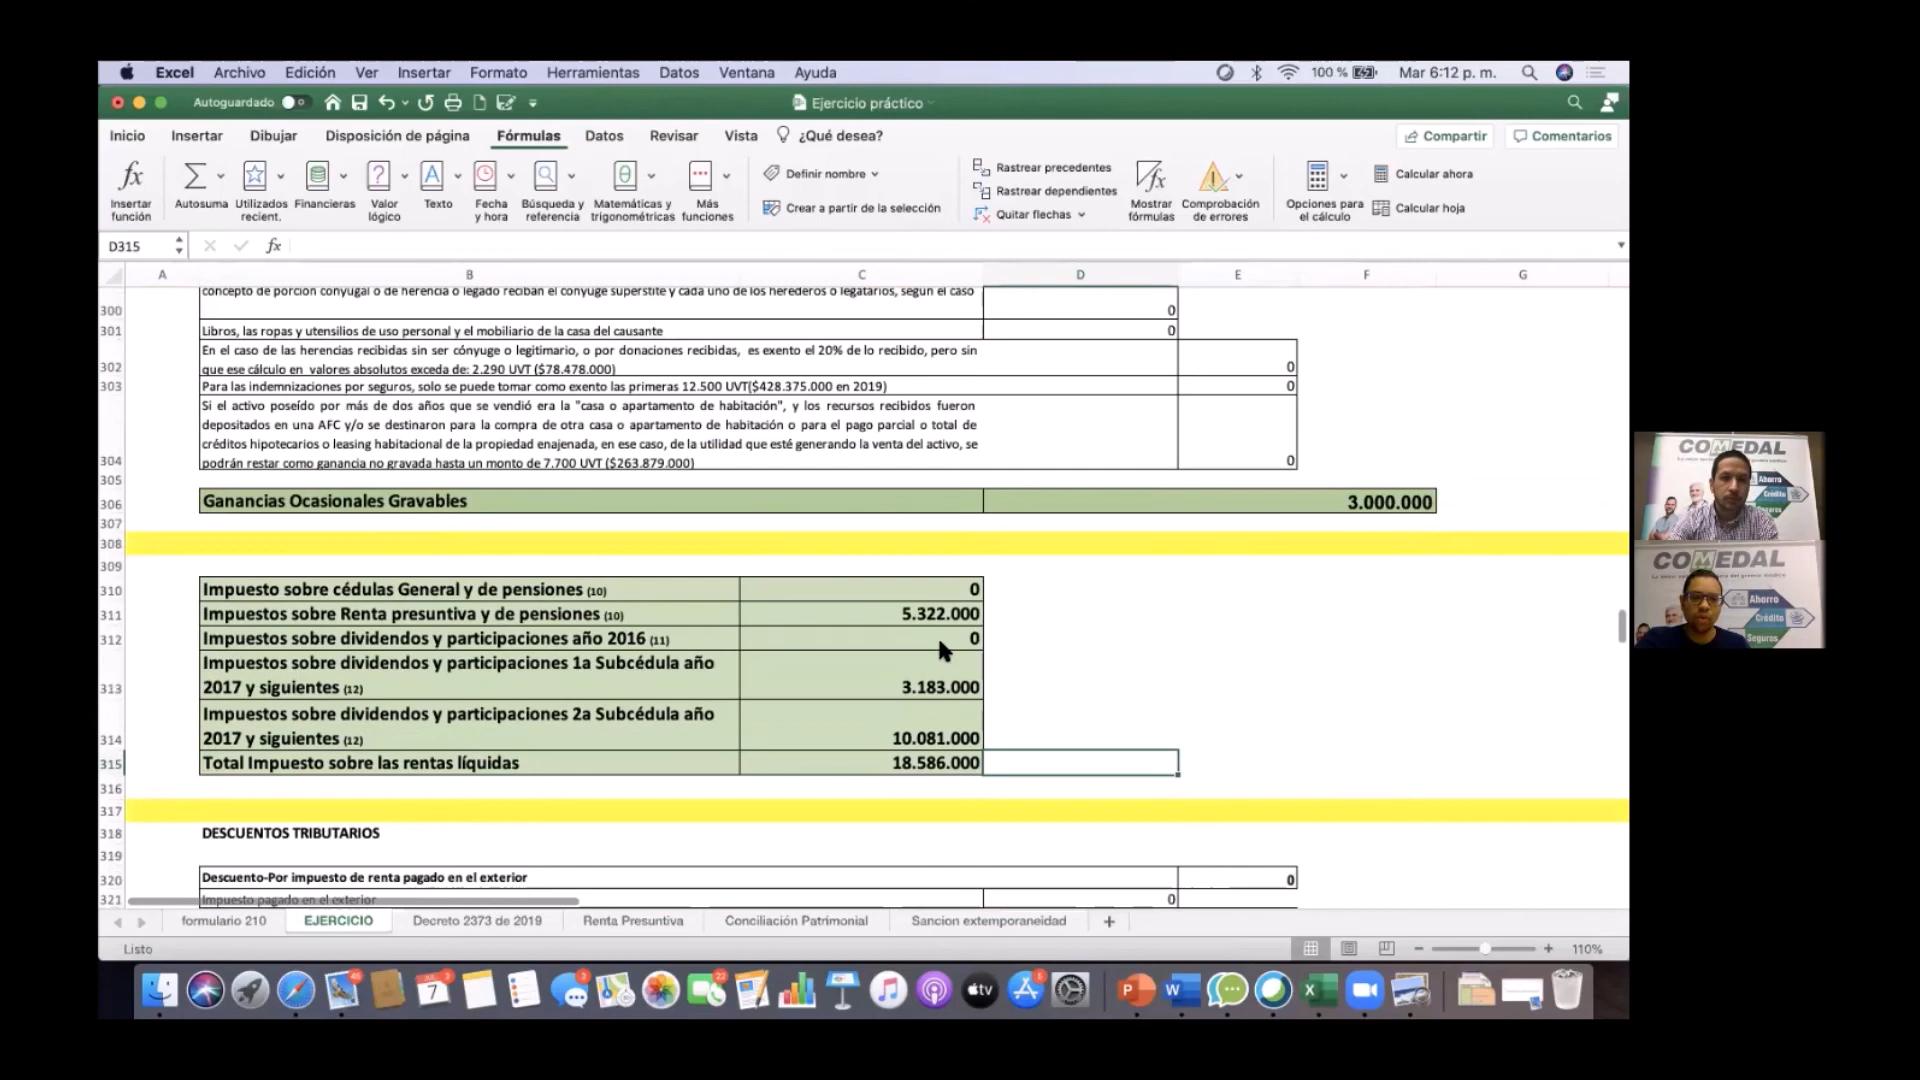 Excel Archivo Edición Ver Insertar Formato Herramientas Datos Ventana Ayuda 100 % Mar 6:12 p. m.
Autoguardado Ejercicio práctico
Inicio Insertar Dibujar Disposición de página Fórmulas Datos Revisar Vista ¿Qué desea? Compartir Comentarios
Insertar función
Autosuma
Utilizados recient.
Financieras
Valor lógico
Texto
Fecha y hora
Búsqueda y referencia
Matemáticas y trigonométricas
Más funciones
Definir nombre
Crear a partir de la selección
Rastrear precedentes
Rastrear dependientes
Quitar flechas
Mostrar fórmulas
Comprobación de errores
Opciones para el cálculo
Calcular ahora
Calcular hoja
D315 fx
A B C D E F G
concepto de porción conyugal o de herencia o legado reciban el cónyuge supérstite y cada uno de los herederos o legatarios, según el caso
300 0
301 Libros, las ropas y utensilios de uso personal y el mobiliario de la casa del causante 0
En el caso de las herencias recibidas sin ser cónyuge o legitimario, o por donaciones recibidas, es exento el 20% de lo recibido, pero sin
302 que ese cálculo en valores absolutos exceda de: 2.290 UVT ($78.478.000) 0
303 Para las indemnizaciones por seguros, solo se puede tomar como exento las primeras 12.500 UVT($428.375.000 en 2019) 0
Si el activo poseído por más de dos años que se vendió era la "casa o apartamento de habitación", y los recursos recibidos fueron
depositados en una AFC y/o se destinaron para la compra de otra casa o apartamento de habitación o para el pago parcial o total de
créditos hipotecarios o leasing habitacional de la propiedad enajenada, en ese caso, de la utilidad que esté generando la venta del activo, se
304 podrán restar como ganancia no gravada hasta un monto de 7.700 UVT ($263.879.000) 0
305
306 Ganancias Ocasionales Gravables 3.000.000
307
308
309
310 Impuesto sobre cédulas General y de pensiones (10) 0
311 Impuestos sobre Renta presuntiva y de pensiones (10) 5.322.000
312 Impuestos sobre dividendos y participaciones año 2016 (11) 0
Impuestos sobre dividendos y participaciones 1a Subcédula año
313 2017 y siguientes (12) 3.183.000
Impuestos sobre dividendos y participaciones 2a Subcédula año
314 2017 y siguientes (12) 10.081.000
315 Total Impuesto sobre las rentas líquidas 18.586.000
316
317
318 DESCUENTOS TRIBUTARIOS
319
320 Descuento-Por impuesto de renta pagado en el exterior 0
321 Impuesto pagado en el exterior 0
formulario 210 EJERCICIO Decreto 2373 de 2019 Renta Presuntiva Conciliación Patrimonial Sancion extemporaneidad
Listo 110%
COMEDAL
Ahorro
Crédito
COMEDAL
Ahorro
Crédito
Seguros
JUL
7
tv